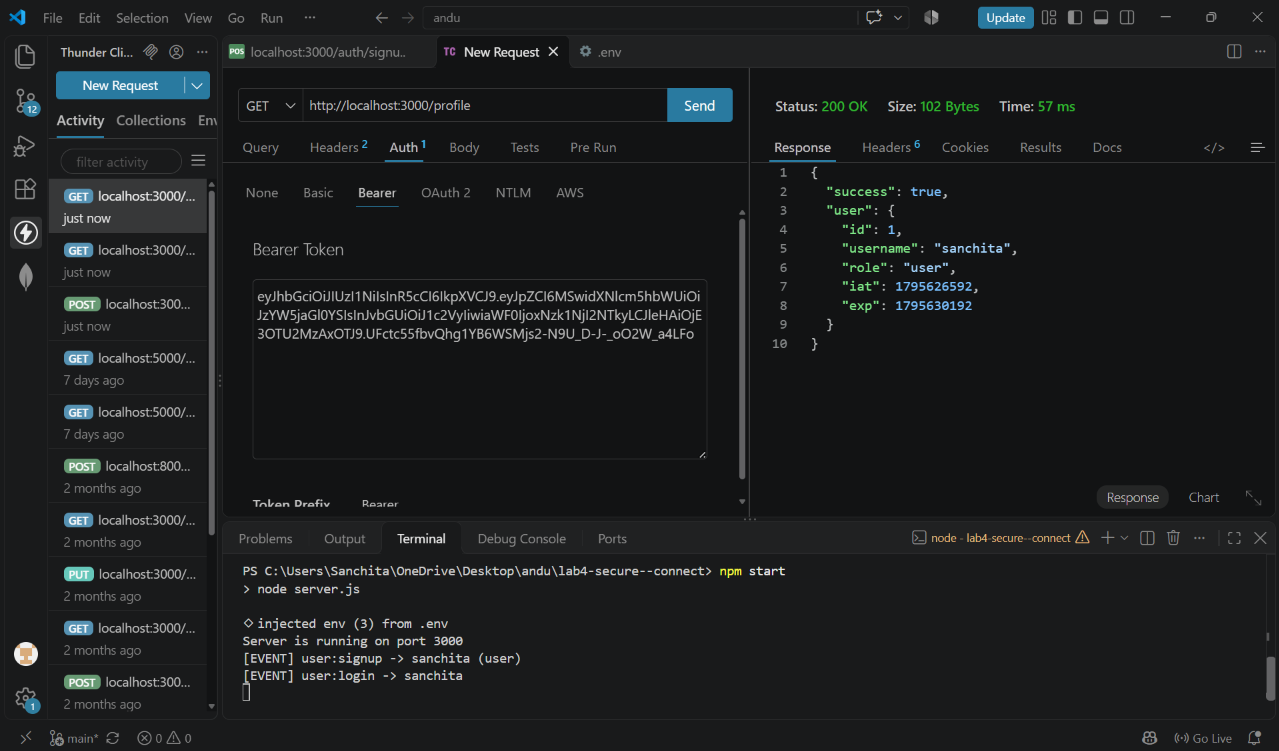 File Edit Selection View Go Run ···
andu
Update
Thunder Cli...
New Request
Activity Collections Env
filter activity
GET localhost:3000/...
just now
GET localhost:3000/...
just now
POST localhost:300...
just now
GET localhost:5000/...
7 days ago
GET localhost:5000/...
7 days ago
POST localhost:800...
2 months ago
GET localhost:3000/...
2 months ago
PUT localhost:3000/...
2 months ago
GET localhost:3000/...
2 months ago
POST localhost:300...
2 months ago
12
1
POS localhost:3000/auth/signu..
TC New Request
.env
GET http://localhost:3000/profile Send
Query Headers 2 Auth 1 Body Tests Pre Run
None Basic Bearer OAuth 2 NTLM AWS
Bearer Token
eyJhbGciOiJIUzI1NiIsInR5cCI6IkpXVCJ9.eyJpZCI6MSwidXNlcm5hbWUiOi
JzYW5jaGl0YSIsInJvbGUiOiJ1c2VyIiwiaWF0IjoxNzk1NjI2NTkyLCJleHAiOjE
3OTU2MzAxOTJ9.UFctc55fbvQhg1YB6WSMjs2-N9U_D-J-_oO2W_a4LFo
Token Prefix Bearer
Status: 200 OK Size: 102 Bytes Time: 57 ms
Response Headers 6 Cookies Results Docs
1 {
2 "success": true,
3 "user": {
4 "id": 1,
5 "username": "sanchita",
6 "role": "user",
7 "iat": 1795626592,
8 "exp": 1795630192
9 }
10 }
Response Chart
Problems Output Terminal Debug Console Ports
node - lab4-secure--connect
PS C:\Users\Sanchita\OneDrive\Desktop\andu\lab4-secure--connect> npm start
> node server.js
injected env (3) from .env
Server is running on port 3000
[EVENT] user:signup -> sanchita (user)
[EVENT] user:login -> sanchita
main* 0 0
Go Live